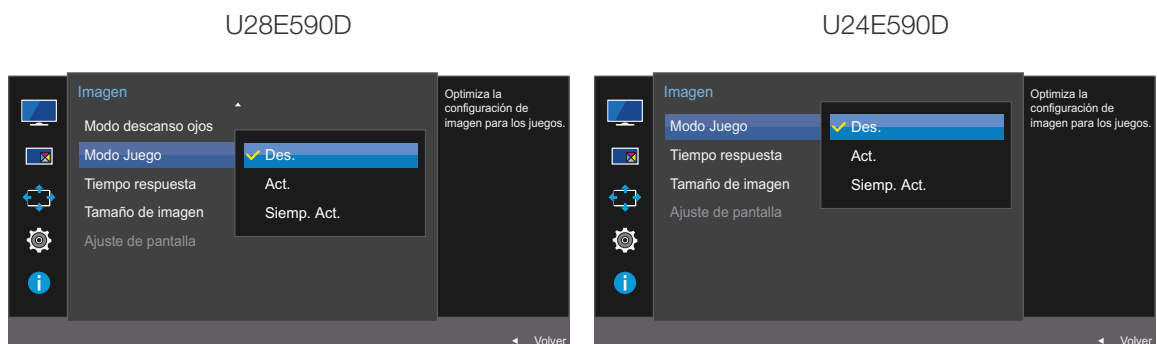 U28E590D
Imagen
Modo descanso ojos
Modo Juego
Tiempo respuesta
Tamaño de imagen
Ajuste de pantalla
Des.
Act.
Siemp. Act.
Optimiza la
configuración de
imagen para los juegos.
Volver
U24E590D
Imagen
Modo Juego
Tiempo respuesta
Tamaño de imagen
Ajuste de pantalla
Des.
Act.
Siemp. Act.
Optimiza la
configuración de
imagen para los juegos.
Volver